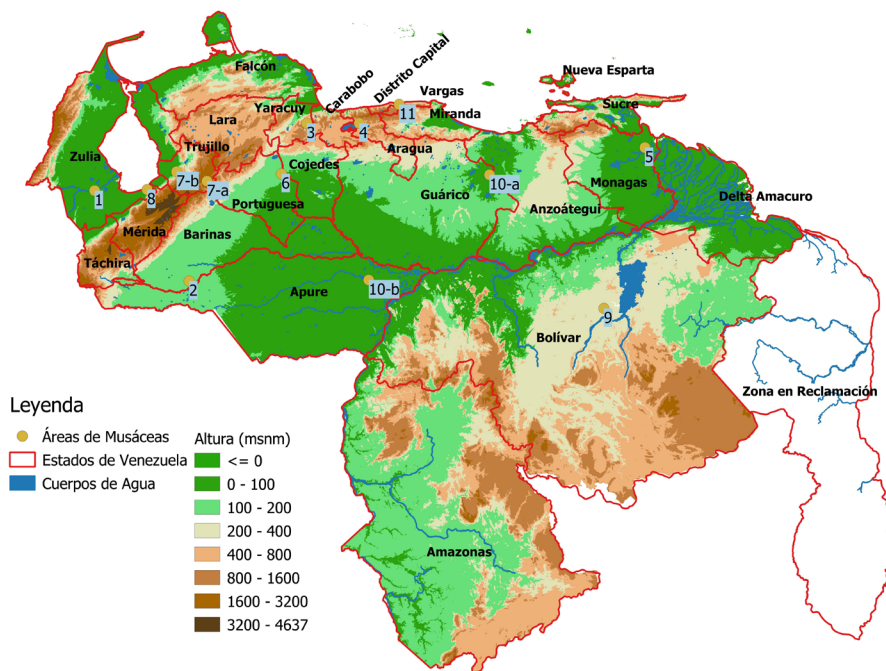 Falcón
Distrito Capital
Carabobo
Vargas
Nueva Esparta
Yaracuy
Sucre
Lara
11
Miranda
3
4
Zulia
Trujillo
Aragua
5
Cojedes
7-b
7-a
6
10-a
Monagas
1
8
Portuguesa
Guárico
Delta Amacuro
Anzoátegui
Mérida
Barinas
Táchira
2
Apure
10-b
9
Bolívar
Zona en Reclamación
Amazonas
Leyenda
Áreas de Musáceas
Estados de Venezuela
Cuerpos de Agua
Altura (msnm)
<= 0
0 - 100
100 - 200
200 - 400
400 - 800
800 - 1600
1600 - 3200
3200 - 4637